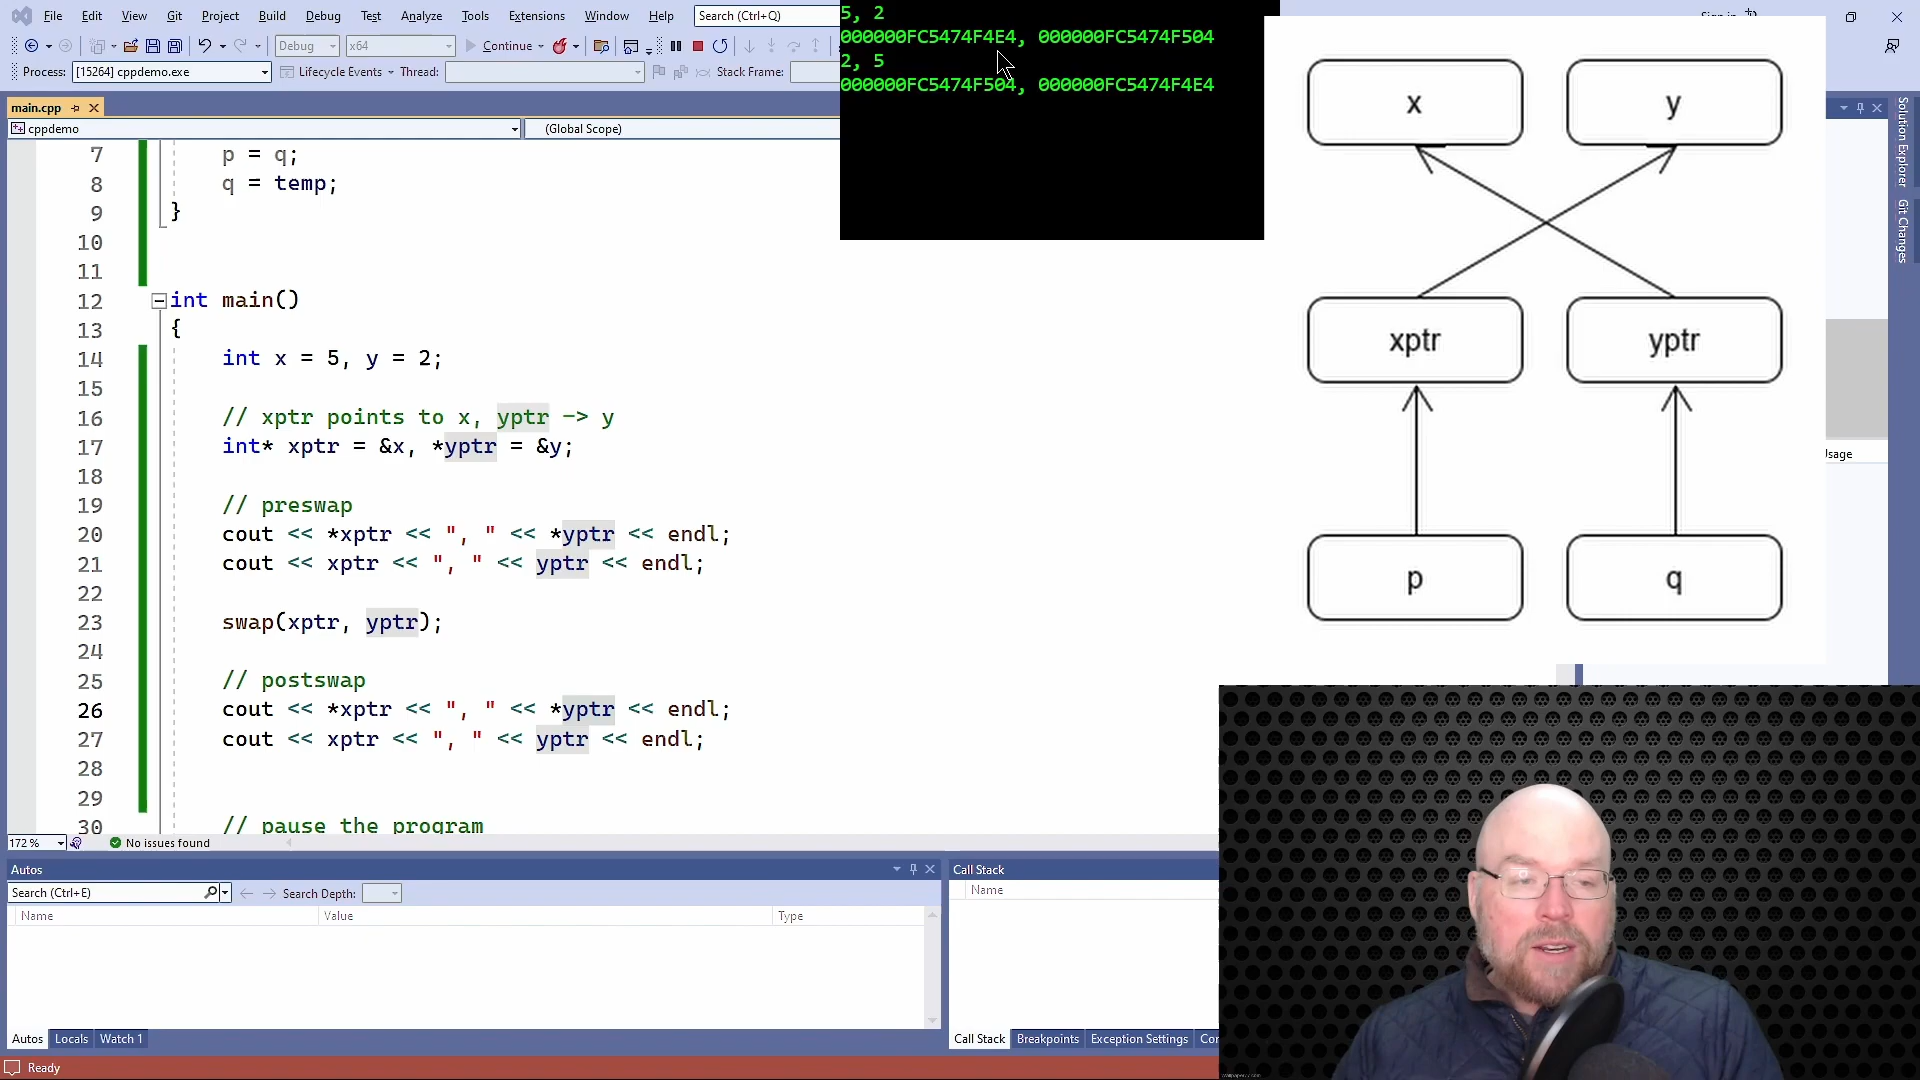 File Edit View Git Project Build Debug Test Analyze Tools Extensions Window Help Search (Ctrl+Q)
Debug x64 Continue
Process: [15264] cppdemo.exe Lifecycle Events Thread: Stack Frame:
5, 2
000000FC5474F4E4, 000000FC5474F504
2, 5
000000FC5474F504, 000000FC5474F4E4
main.cpp
cppdemo (Global Scope)
7 p = q;
8 q = temp;
9 }
10
11
12 int main()
13 {
14 int x = 5, y = 2;
15
16 // xptr points to x, yptr -> y
17 int* xptr = &x, *yptr = &y;
18
19 // preswap
20 cout << *xptr << ", " << *yptr << endl;
21 cout << xptr << ", " << yptr << endl;
22
23 swap(xptr, yptr);
24
25 // postswap
26 cout << *xptr << ", " << *yptr << endl;
27 cout << xptr << ", " << yptr << endl;
28
29
30 // pause the program
172 % No issues found
x y
xptr yptr
p q
Solution Explorer
Git Changes
Autos
Search (Ctrl+E) Search Depth:
Name Value Type
Autos Locals Watch 1
Call Stack
Name
Call Stack Breakpoints Exception Settings
Ready